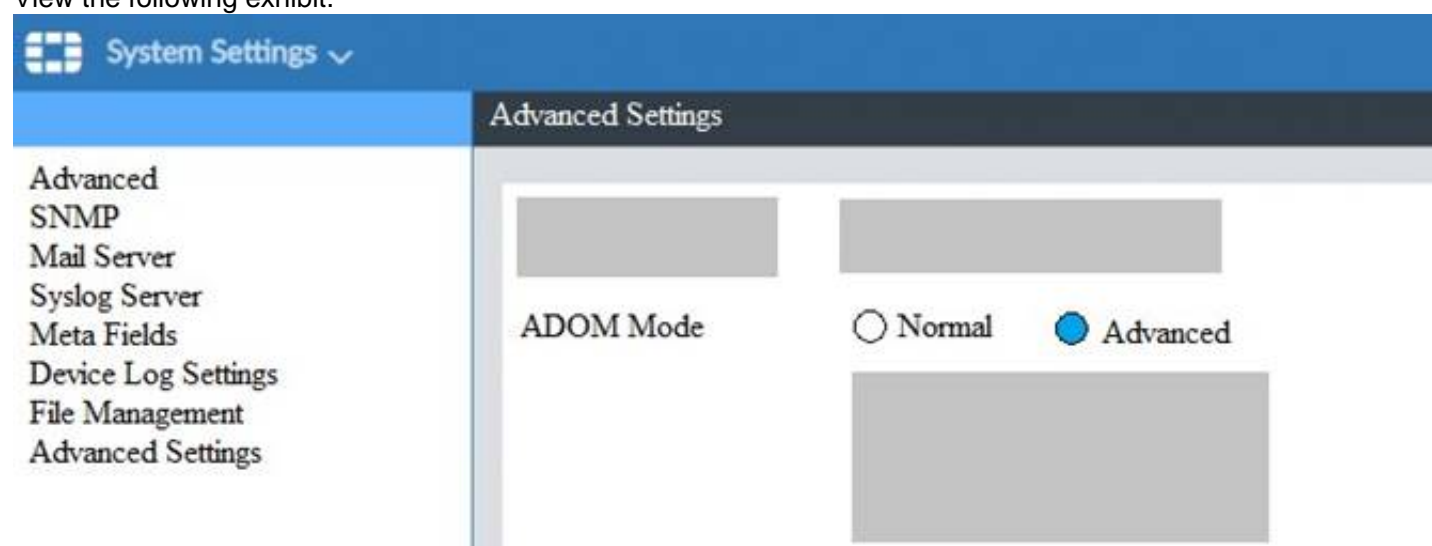 View the following exhibit.
System Settings
Advanced Settings
Advanced
SNMP
Mail Server
Syslog Server
Meta Fields
Device Log Settings
File Management
Advanced Settings
ADOM Mode
Normal
Advanced